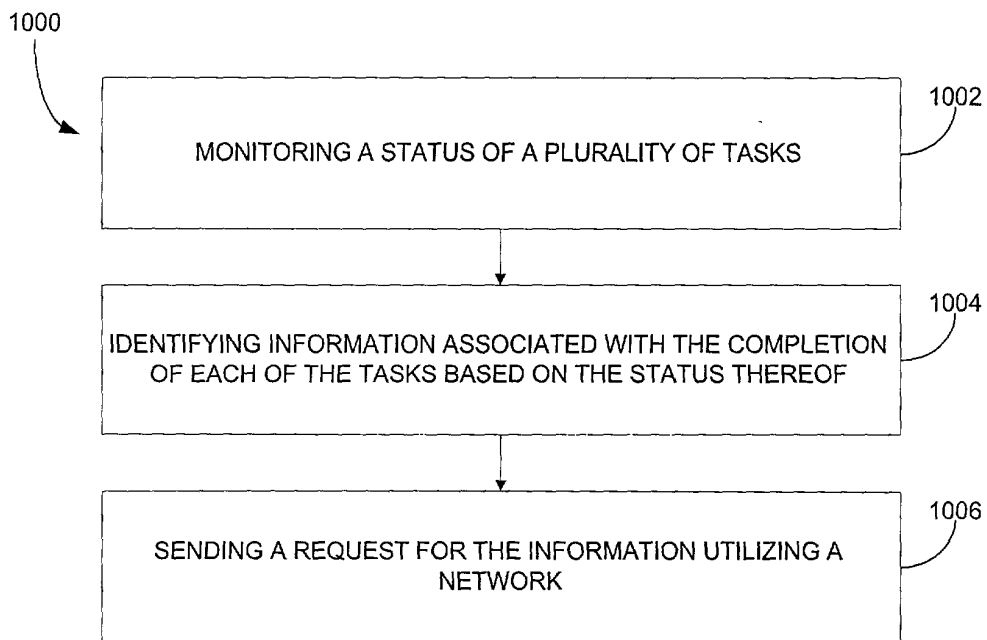 1000
1002
MONITORING A STATUS OF A PLURALITY OF TASKS
1004
IDENTIFYING INFORMATION ASSOCIATED WITH THE COMPLETION
OF EACH OF THE TASKS BASED ON THE STATUS THEREOF
1006
SENDING A REQUEST FOR THE INFORMATION UTILIZING A
NETWORK